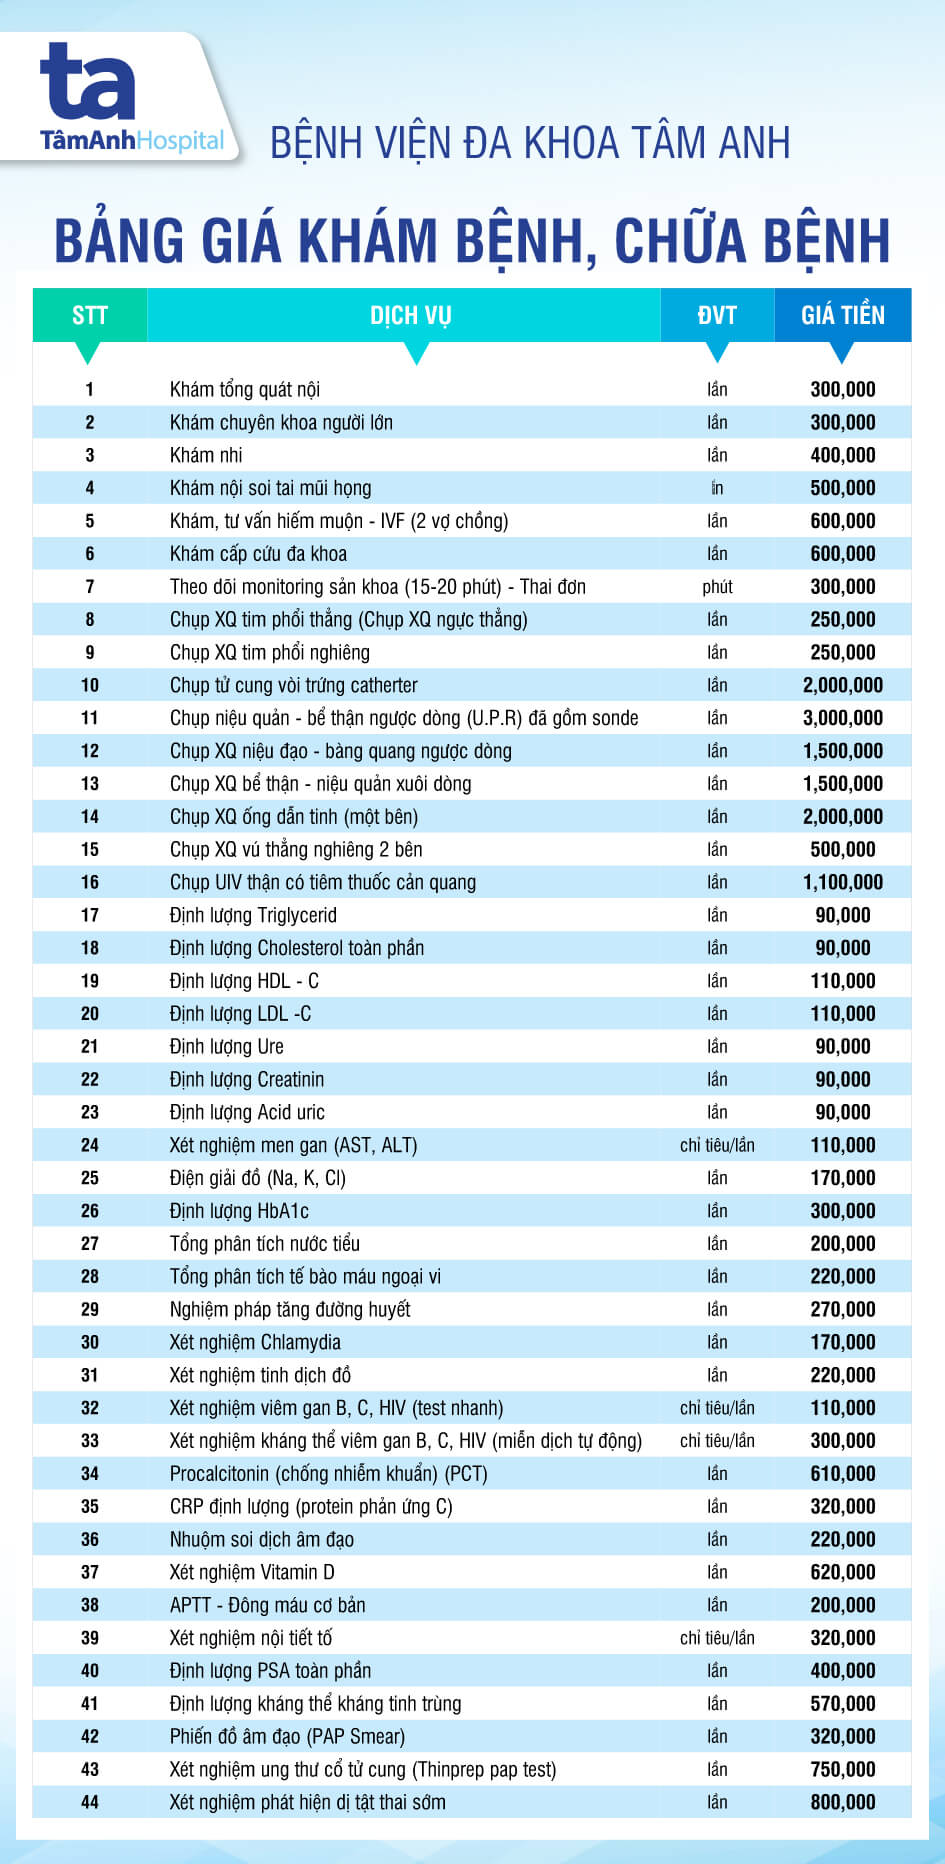 ta
TâmAnhHospital
BỆNH VIỆN ĐA KHOA TÂM ANH
BẢNG GIÁ KHÁM BỆNH, CHỮA BỆNH
STT DỊCH VỤ ĐVT GIÁ TIỀN
1 Khám tổng quát nội lần 300,000
2 Khám chuyên khoa người lớn lần 300,000
3 Khám nhi lần 400,000
4 Khám nội soi tai mũi họng 500,000
5 Khám, tư vấn hiếm muộn - IVF (2 vợ chồng) lần 600,000
6 Khám cấp cứu đa khoa lần 600,000
7 Theo dõi monitoring sản khoa (15-20 phút) - Thai đơn phút 300,000
8 Chụp XQ tim phổi thẳng (Chụp XQ ngực thẳng) lần 250,000
9 Chụp XQ tim phổi nghiêng lần 250,000
10 Chụp tử cung vòi trứng catherter lần 2,000,000
11 Chụp niệu quản - bể thận ngược dòng (U.P.R) đã gồm sonde lần 3,000,000
12 Chụp XQ niệu đạo - bàng quang ngược dòng lần 1,500,000
13 Chụp XQ bể thận - niệu quản xuôi dòng lần 1,500,000
14 Chụp XQ ống dẫn tinh (một bên) lần 2,000,000
15 Chụp XQ vú thẳng nghiêng 2 bên lần 500,000
16 Chụp UIV thận có tiêm thuốc cản quang lần 1,100,000
17 Định lượng Triglycerid lần 90,000
18 Định lượng Cholesterol toàn phần lần 90,000
19 Định lượng HDL - C lần 110,000
20 Định lượng LDL -C lần 110,000
21 Định lượng Ure lần 90,000
22 Định lượng Creatinin lần 90,000
23 Định lượng Acid uric lần 90,000
24 Xét nghiệm men gan (AST, ALT) chỉ tiêu/lần 110,000
25 Điện giải đồ (Na, K, Cl) lần 170,000
26 Định lượng HbA1c lần 300,000
27 Tổng phân tích nước tiểu lần 200,000
28 Tổng phân tích tế bào máu ngoại vi lần 220,000
29 Nghiệm pháp tăng đường huyết lần 270,000
30 Xét nghiệm Chlamydia lần 170,000
31 Xét nghiệm tinh dịch đồ lần 220,000
32 Xét nghiệm viêm gan B, C, HIV (test nhanh) chỉ tiêu/lần 110,000
33 Xét nghiệm kháng thể viêm gan B, C, HIV (miễn dịch tự động) chỉ tiêu/lần 300,000
34 Procalcitonin (chống nhiễm khuẩn) (PCT) lần 610,000
35 CRP định lượng (protein phản ứng C) lần 320,000
36 Nhuộm soi dịch âm đạo lần 220,000
37 Xét nghiệm Vitamin D lần 620,000
38 APTT - Đông máu cơ bản lần 200,000
39 Xét nghiệm nội tiết tố chỉ tiêu/lần 320,000
40 Định lượng PSA toàn phần lần 400,000
41 Định lượng kháng thể kháng tinh trùng lần 570,000
42 Phiến đồ âm đạo (PAP Smear) lần 320,000
43 Xét nghiệm ung thư cổ tử cung (Thinprep pap test) lần 750,000
44 Xét nghiệm phát hiện dị tật thai sớm lần 800,000